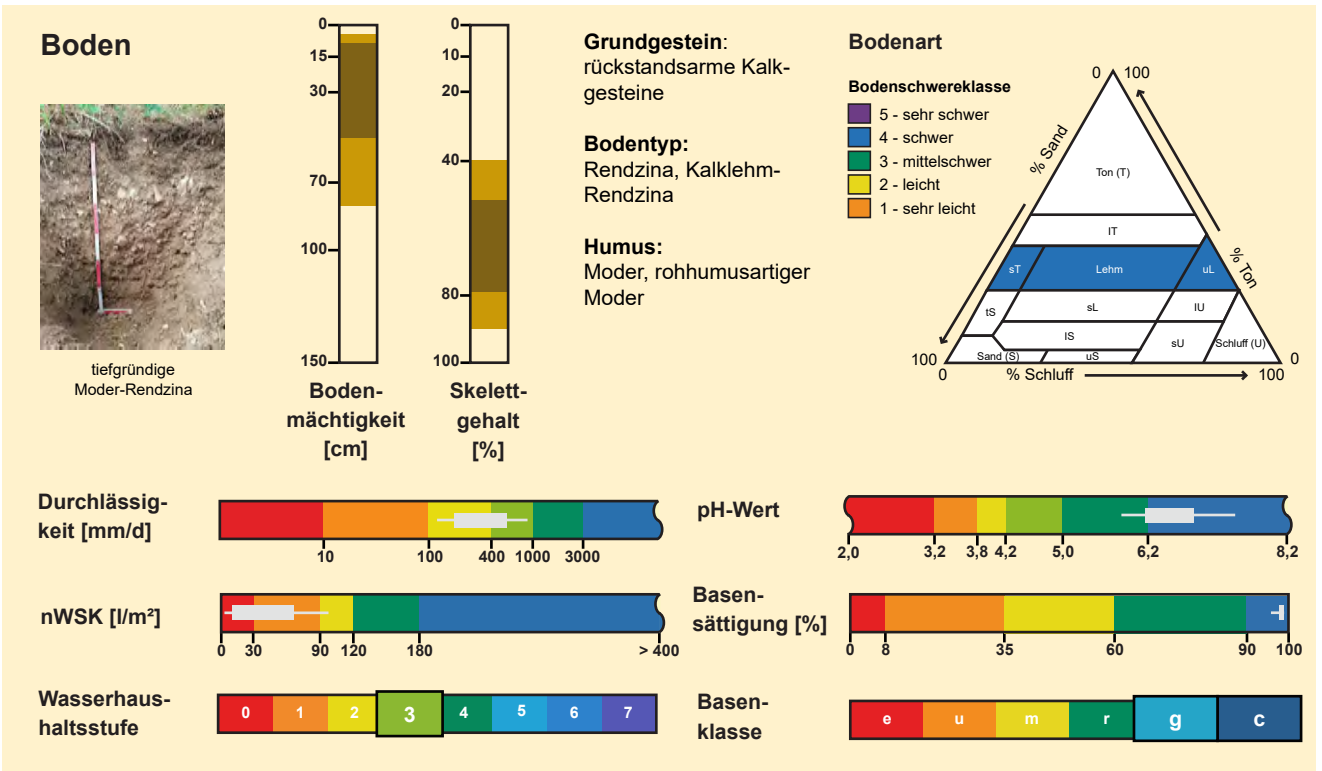 Boden
tiefgründige
Moder-Rendzina
0
15
30
70
100
150
Boden-
mächtigkeit
[cm]
0
10
20
40
80
100
Skelett-
gehalt
[%]
Grundgestein:
rückstandsarme Kalk-
gesteine
Bodentyp:
Rendzina, Kalklehm-
Rendzina
Humus:
Moder, rohhumusartiger
Moder
Bodenart
Bodenschwereklasse
5 - sehr schwer
4 - schwer
3 - mittelschwer
2 - leicht
1 - sehr leicht
0 100
% Sand
Ton (T)
lT
% Ton
sT Lehm uL
tS sL lU
lS
sU Schluff (U)
Sand (S) uS
100 0
0 % Schluff 100
Durchlässig-
keit [mm/d]
10 100 400 1000 3000
nWSK [l/m²]
0 30 90 120 180 > 400
Wasserhaus-
haltsstufe
0 1 2 3 4 5 6 7
pH-Wert
2,0 3,2 3,8 4,2 5,0 6,2 8,2
Basen-
sättigung [%]
0 8 35 60 90 100
Basen-
klasse
e u m r g c